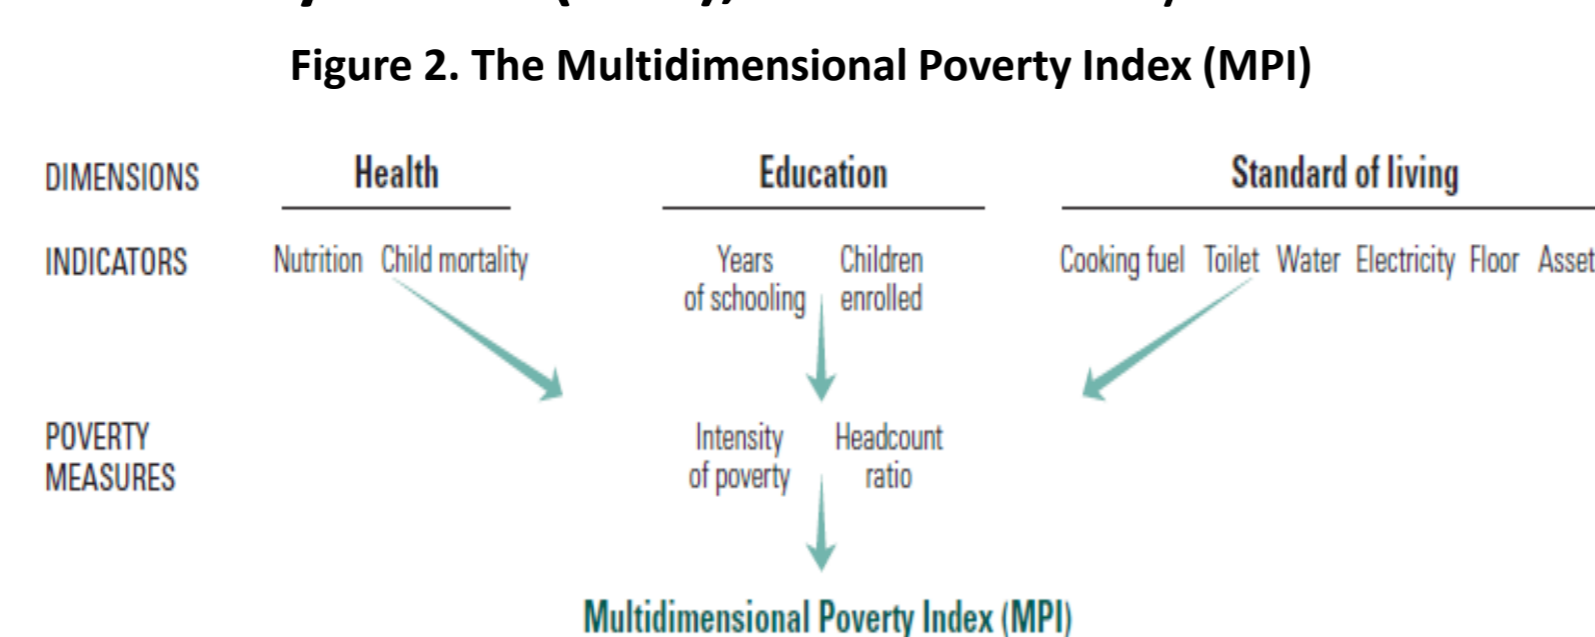 Figure 2. The Multidimensional Poverty Index (MPI)
DIMENSIONS Health Education Standard of living
INDICATORS Nutrition Child mortality Years of schooling Children enrolled Cooking fuel Toilet Water Electricity Floor Asset
POVERTY MEASURES Intensity of poverty Headcount ratio
Multidimensional Poverty Index (MPI)